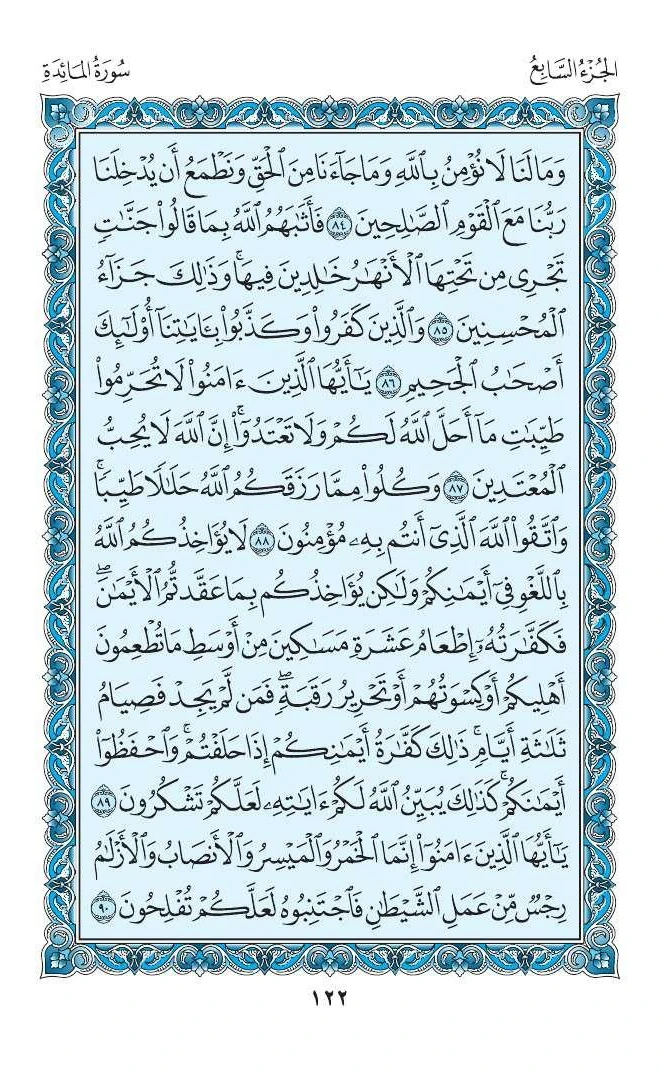 الجُزْءُ السَّابِعُ
سُورَةُ المَائِدَةِ
وَمَا لَنَا لَا نُؤْمِنُ بِٱللَّهِ وَمَا جَآءَنَا مِنَ ٱلْحَقِّ وَنَطْمَعُ أَن يُدْخِلَنَا
رَبُّنَا مَعَ ٱلْقَوْمِ ٱلصَّٰلِحِينَ ٨٤ فَأَثَٰبَهُمُ ٱللَّهُ بِمَا قَالُوا۟ جَنَّٰتٍ
تَجْرِى مِن تَحْتِهَا ٱلْأَنْهَٰرُ خَٰلِدِينَ فِيهَا ۚ وَذَٰلِكَ جَزَآءُ
ٱلْمُحْسِنِينَ ٨٥ وَٱلَّذِينَ كَفَرُوا۟ وَكَذَّبُوا۟ بِـَٔايَٰتِنَآ أُو۟لَٰٓئِكَ
أَصْحَٰبُ ٱلْجَحِيمِ ٨٦ يَٰٓأَيُّهَا ٱلَّذِينَ ءَامَنُوا۟ لَا تُحَرِّمُوا۟
طَيِّبَٰتِ مَآ أَحَلَّ ٱللَّهُ لَكُمْ وَلَا تَعْتَدُوٓا۟ ۚ إِنَّ ٱللَّهَ لَا يُحِبُّ
ٱلْمُعْتَدِينَ ٨٧ وَكُلُوا۟ مِمَّا رَزَقَكُمُ ٱللَّهُ حَلَٰلًا طَيِّبًا ۚ
وَٱتَّقُوا۟ ٱللَّهَ ٱلَّذِىٓ أَنتُم بِهِۦ مُؤْمِنُونَ ٨٨ لَا يُؤَاخِذُكُمُ ٱللَّهُ
بِٱللَّغْوِ فِىٓ أَيْمَٰنِكُمْ وَلَٰكِن يُؤَاخِذُكُم بِمَا عَقَّدتُّمُ ٱلْأَيْمَٰنَ ۖ
فَكَفَّٰرَتُهُۥٓ إِطْعَامُ عَشَرَةِ مَسَٰكِينَ مِنْ أَوْسَطِ مَا تُطْعِمُونَ
أَهْلِيكُمْ أَوْ كِسْوَتُهُمْ أَوْ تَحْرِيرُ رَقَبَةٍ ۖ فَمَن لَّمْ يَجِدْ فَصِيَامُ
ثَلَٰثَةِ أَيَّامٍ ۚ ذَٰلِكَ كَفَّٰرَةُ أَيْمَٰنِكُمْ إِذَا حَلَفْتُمْ ۚ وَٱحْفَظُوٓا۟
أَيْمَٰنَكُمْ ۚ كَذَٰلِكَ يُبَيِّنُ ٱللَّهُ لَكُمْ ءَايَٰتِهِۦ لَعَلَّكُمْ تَشْكُرُونَ ٨٩
يَٰٓأَيُّهَا ٱلَّذِينَ ءَامَنُوٓا۟ إِنَّمَا ٱلْخَمْرُ وَٱلْمَيْسِرُ وَٱلْأَنصَابُ وَٱلْأَزْلَٰمُ
رِجْسٌ مِّنْ عَمَلِ ٱلشَّيْطَٰنِ فَٱجْتَنِبُوهُ لَعَلَّكُمْ تُفْلِحُونَ ٩٠
١٢٢